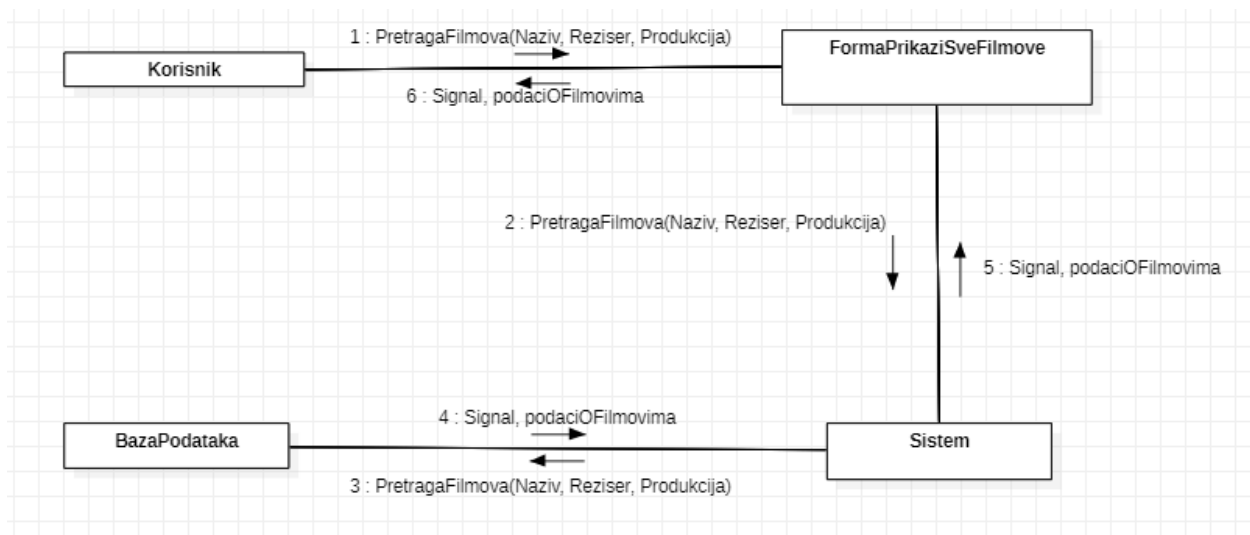 1 : PretragaFilmova(Naziv, Reziser, Produkcija)
FormaPrikaziSveFilmove
Korisnik
6 : Signal, podaciOFilmovima
2 : PretragaFilmova(Naziv, Reziser, Produkcija)
5 : Signal, podaciOFilmovima
4 : Signal, podaciOFilmovima
BazaPodataka
Sistem
3 : PretragaFilmova(Naziv, Reziser, Produkcija)